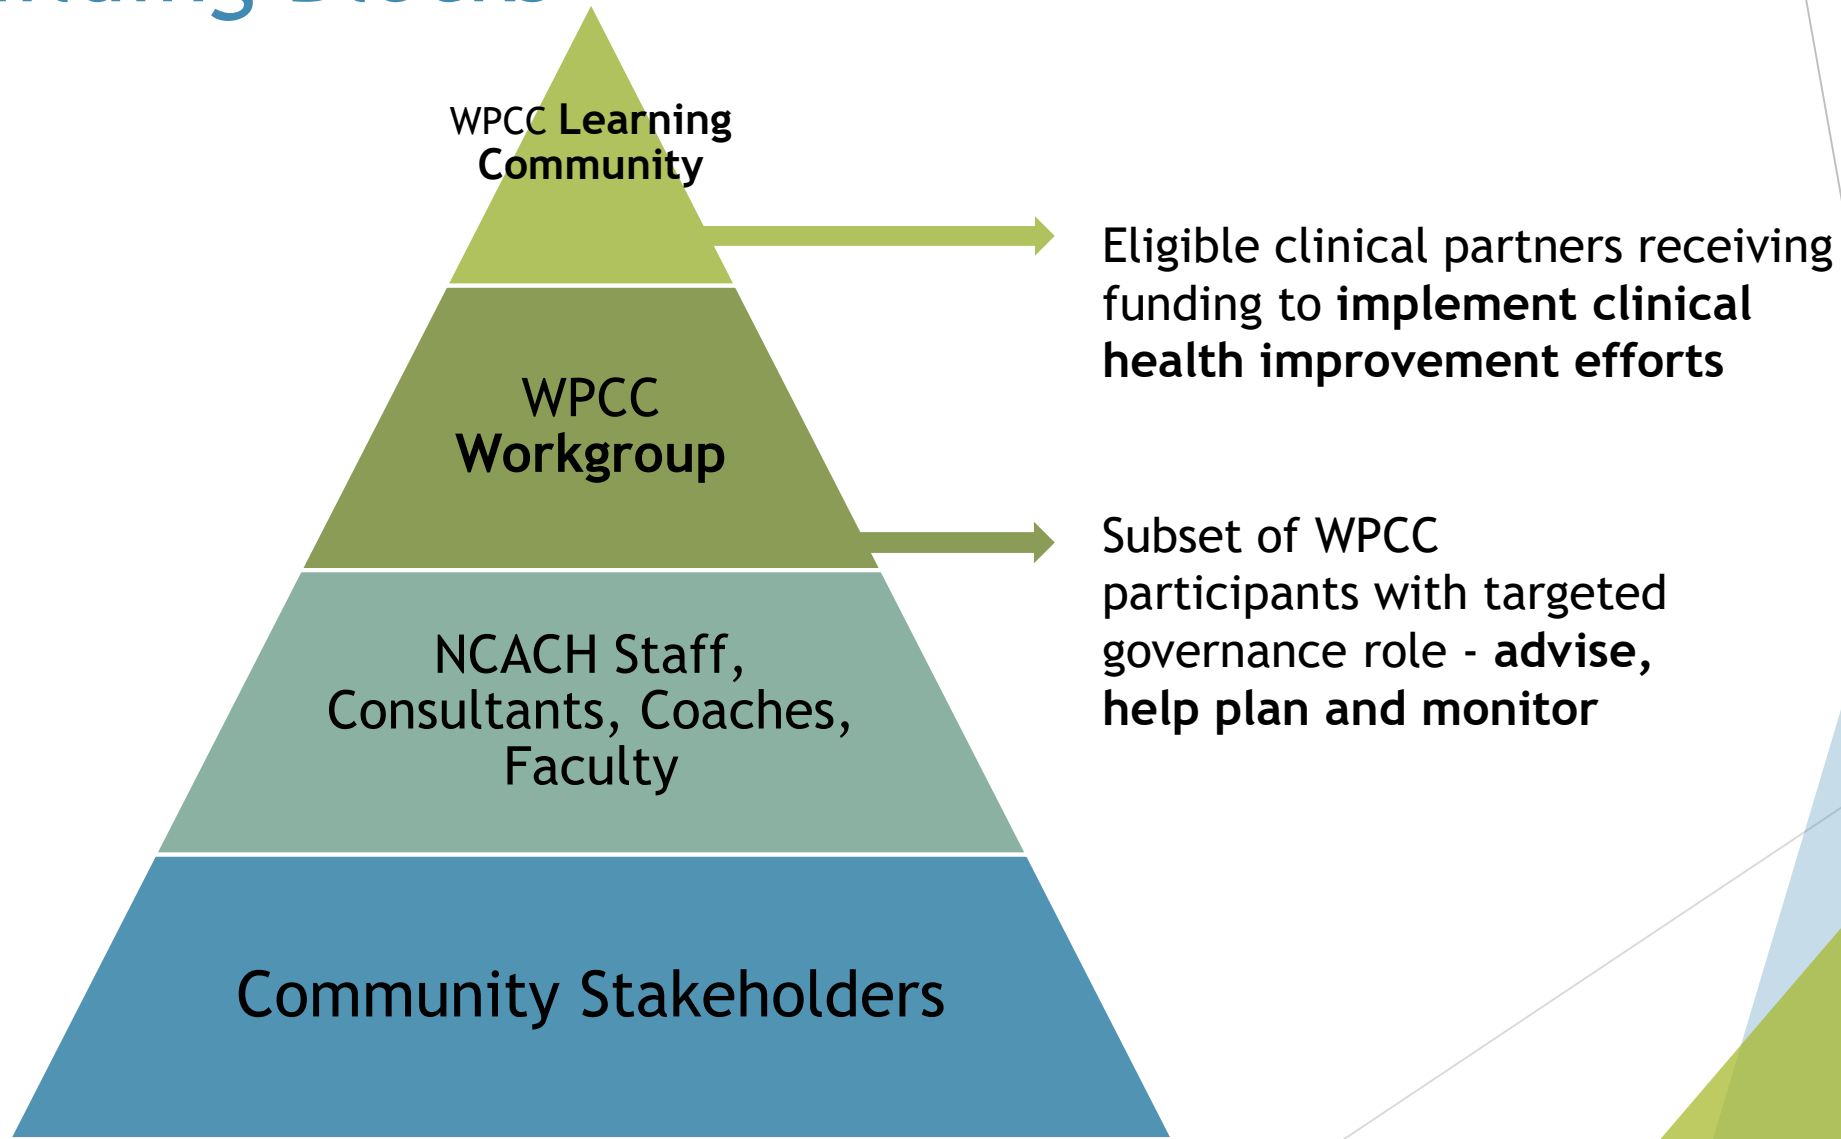 WPCC Learning
Community
Eligible clinical partners receiving
funding to implement clinical
health improvement efforts
WPCC
Workgroup
Subset of WPCC
participants with targeted
governance role - advise,
help plan and monitor
NCACH Staff,
Consultants, Coaches,
Faculty
Community Stakeholders